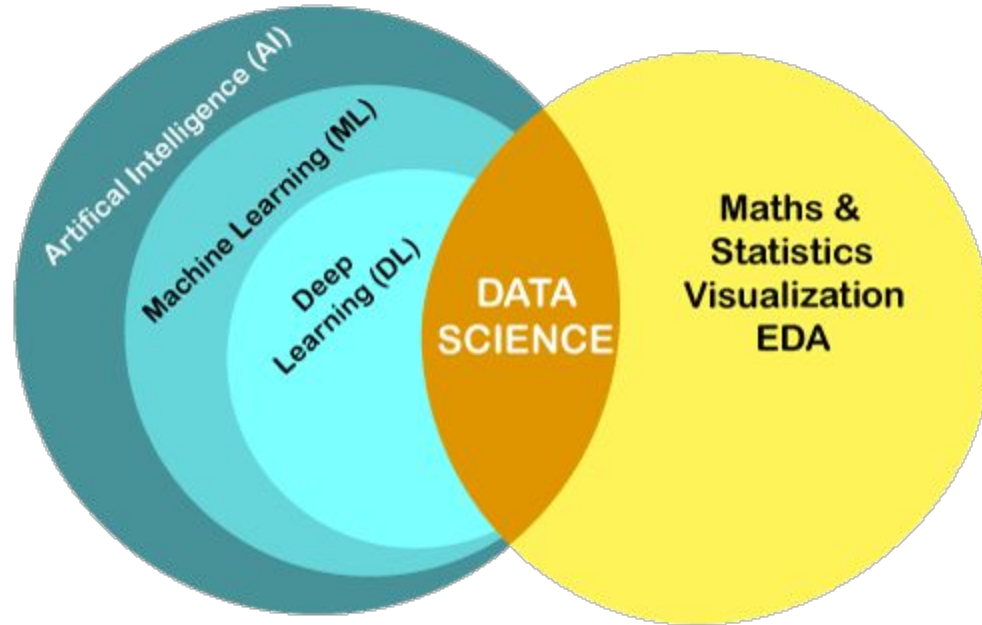 Artifical Intelligence (AI)
Machine Learning (ML)
Deep
Learning (DL)
DATA
SCIENCE
Maths &
Statistics
Visualization
EDA